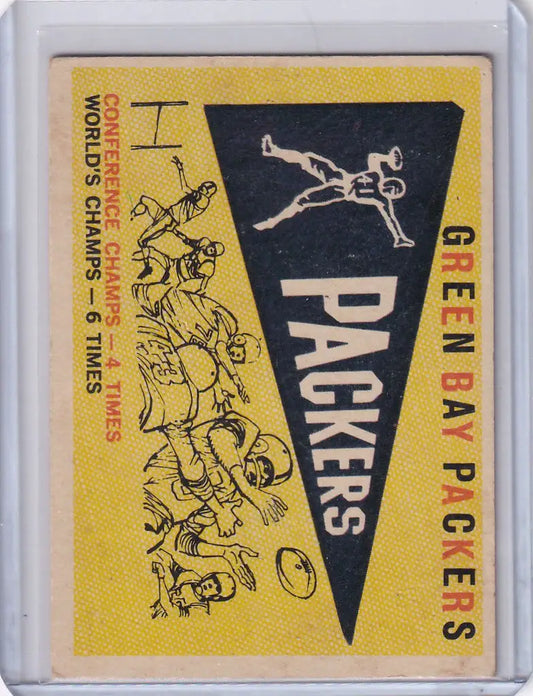 GREEN BAY PACKERS
PACKERS
CONFERENCE CHAMPS — 4 TIMES
WORLD'S CHAMPS — 6 TIMES